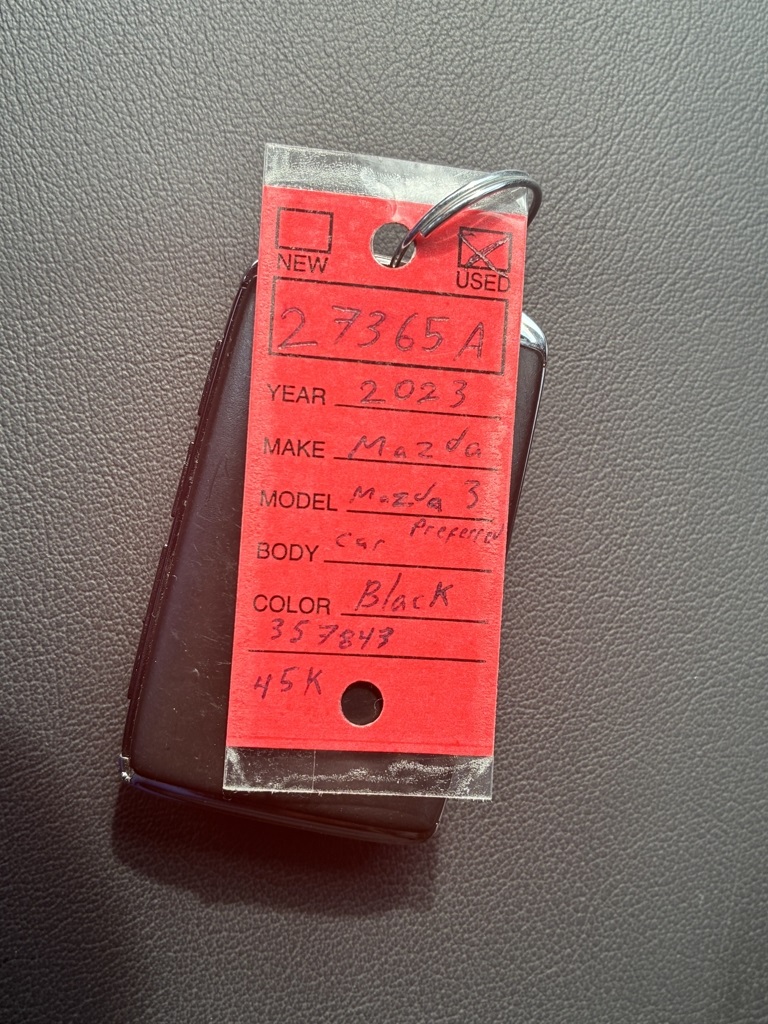 NEW USED
27365A
YEAR 2023
MAKE Mazda
MODEL Mazda 3
Preferred
BODY car
COLOR Black
357843
45K